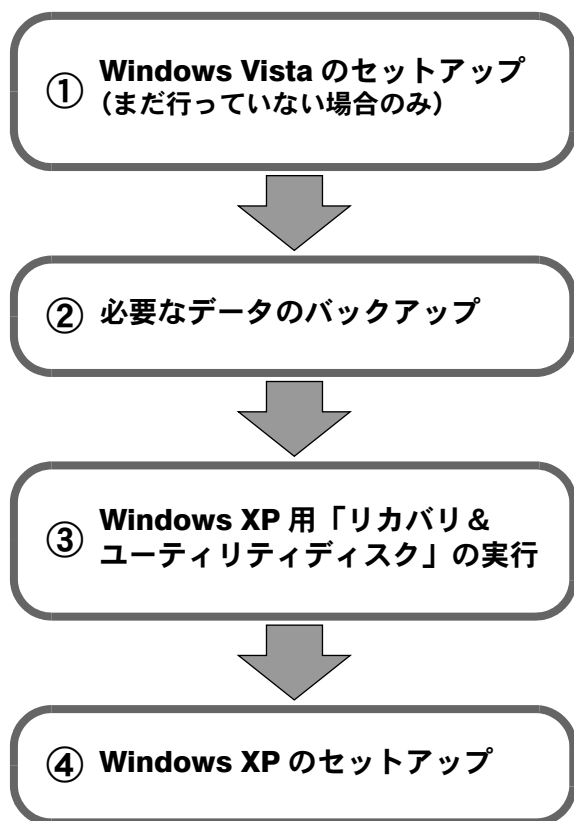 ① Windows Vista のセットアップ
(まだ行っていない場合のみ)
② 必要なデータのバックアップ
③ Windows XP 用「リカバリ＆
ユーティリティディスク」の実行
④ Windows XP のセットアップ